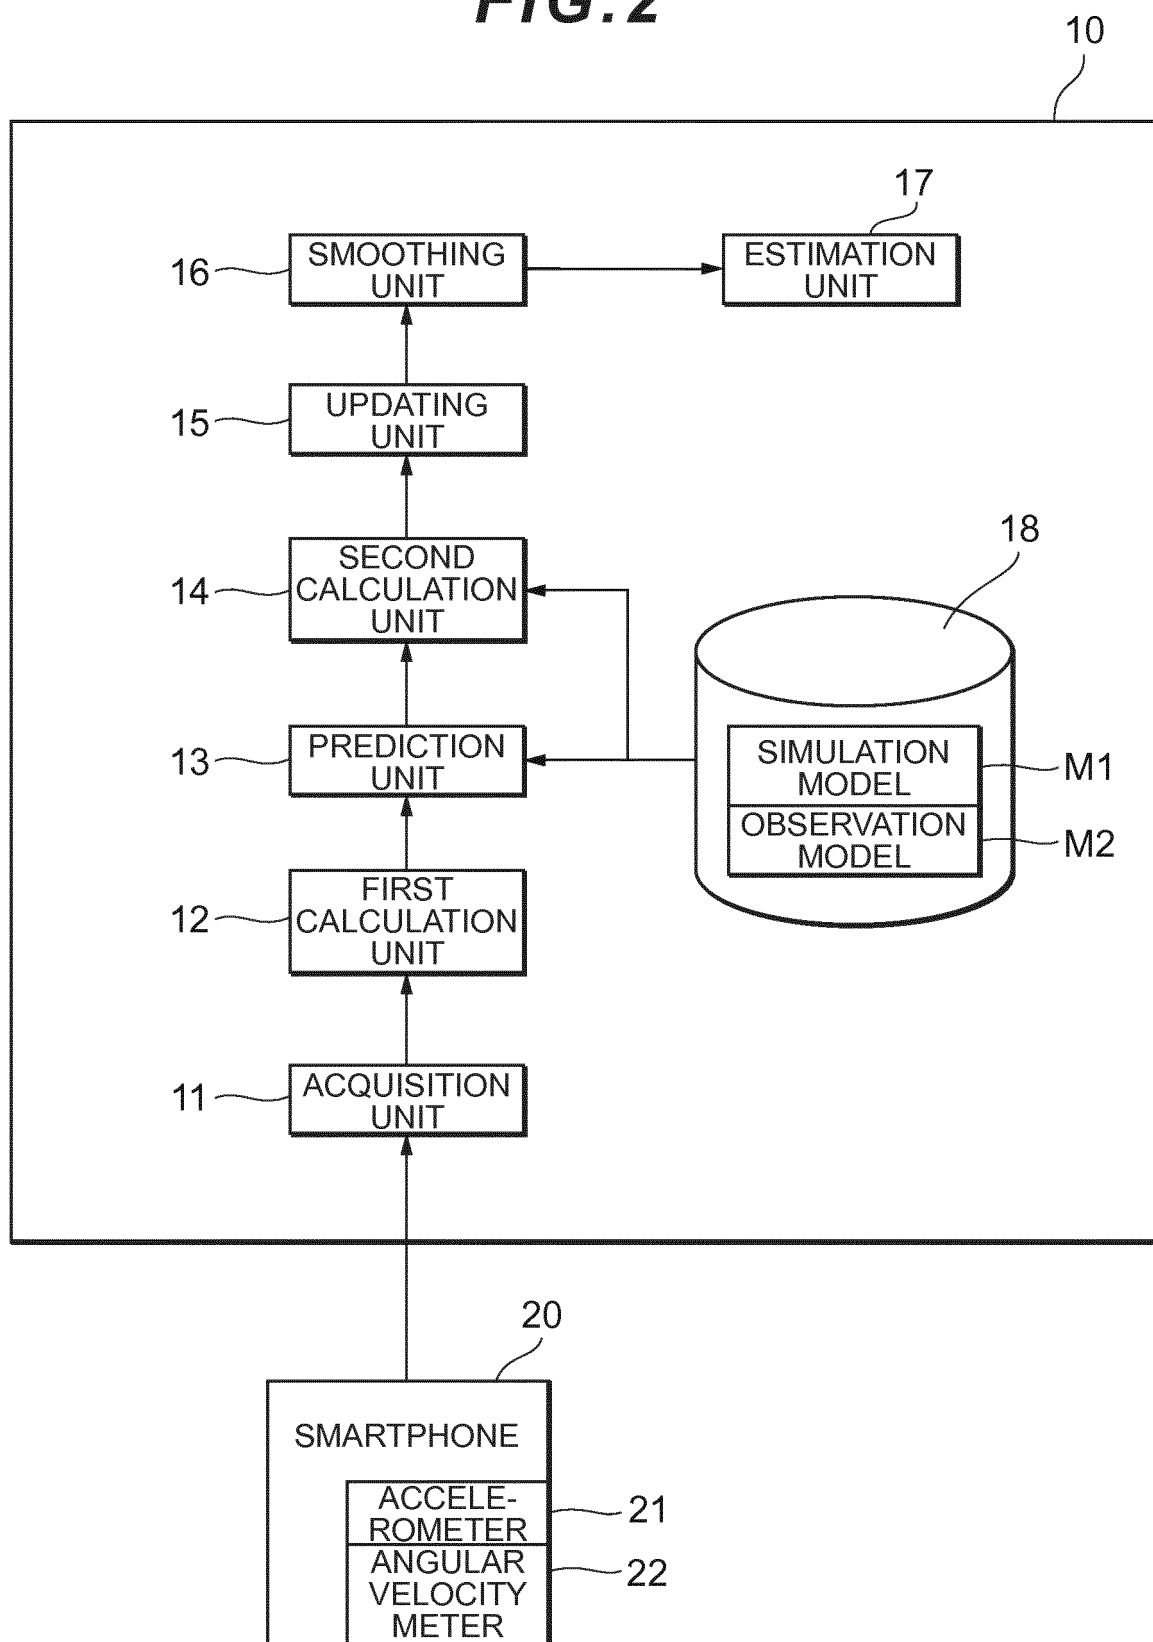 FIG. 2
10
17
16
SMOOTHING
UNIT
ESTIMATION
UNIT
15
UPDATING
UNIT
18
14
SECOND
CALCULATION
UNIT
13
PREDICTION
UNIT
SIMULATION
MODEL
M1
OBSERVATION
MODEL
M2
12
FIRST
CALCULATION
UNIT
11
ACQUISITION
UNIT
20
SMARTPHONE
ACCELE-
ROMETER
21
ANGULAR
VELOCITY
METER
22